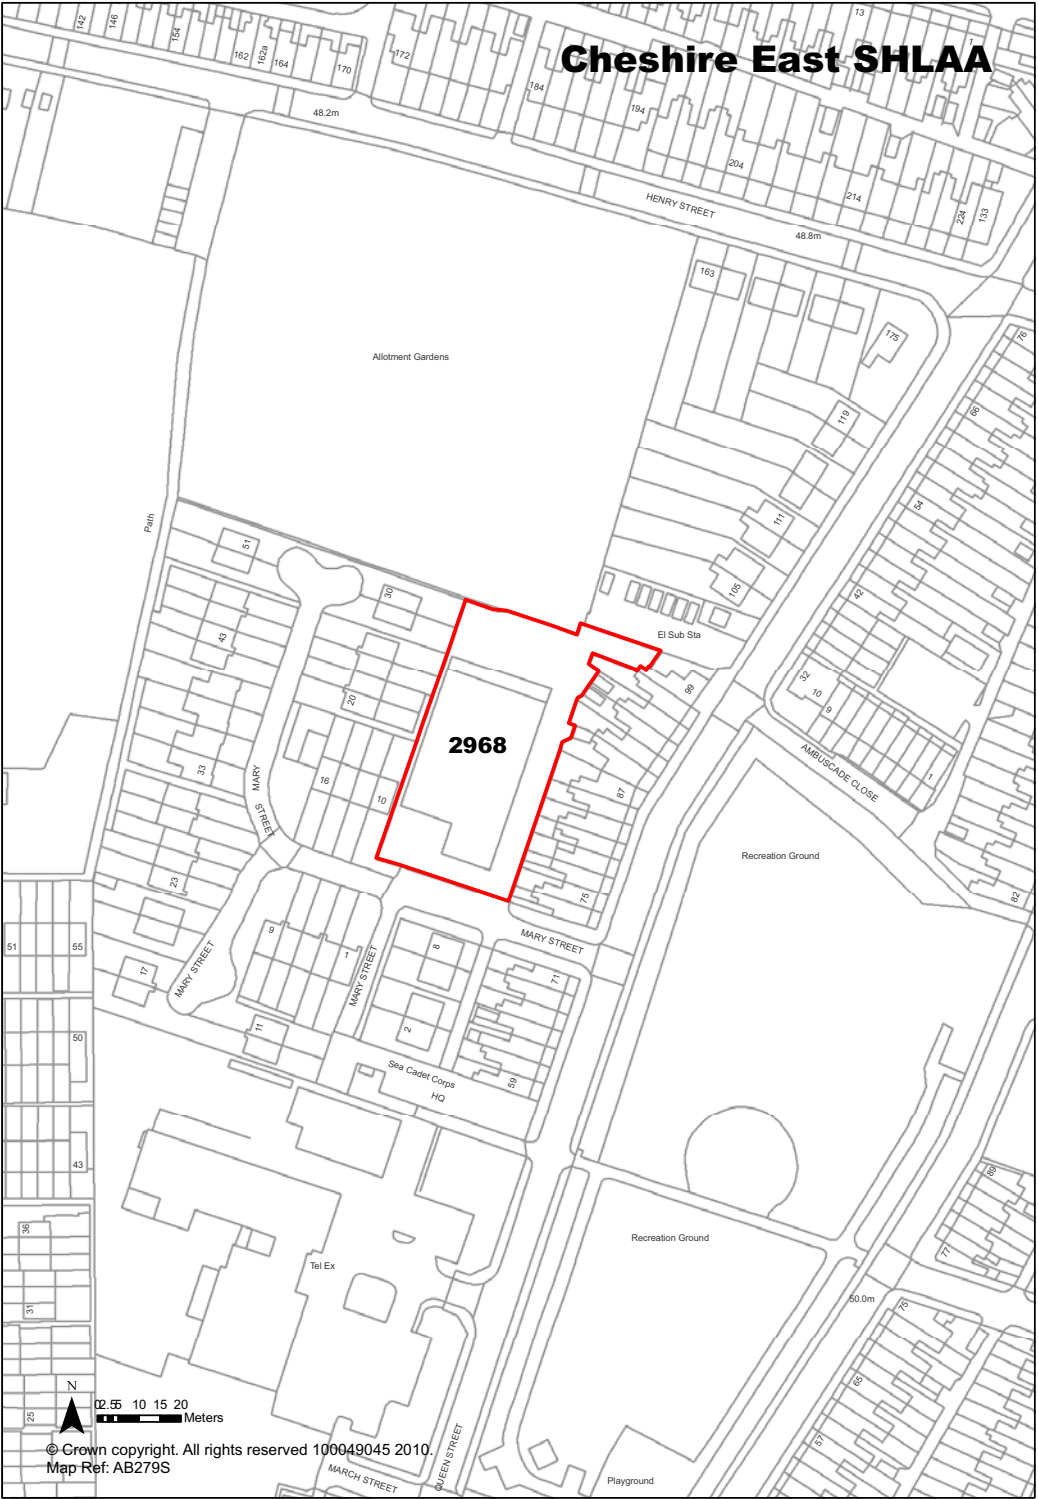 Cheshire East SHLAA
142
146
154
162
162a
164
170
172
184
194
13
1
48.2m
204
214
224
133
HENRY STREET
48.8m
163
175
76
Allotment Gardens
119
66
Path
111
54
51
105
42
30
43
El Sub Sta
20
99
32
10
9
2968
33
MARY
STREET
16
10
87
AMBUSCADE CLOSE
1
Recreation Ground
23
75
82
51
55
9
1
8
MARY STREET
17
MARY STREET
MARY STREET
71
11
2
50
Sea Cadet Corps
HQ
59
43
89
36
Recreation Ground
77
Tel Ex
50.0m
31
75
65
25
57
N
0 2.5 5 10 15 20
Meters
© Crown copyright. All rights reserved 100049045 2010.
Map Ref: AB279S
MARCH STREET
QUEEN STREET
Playground